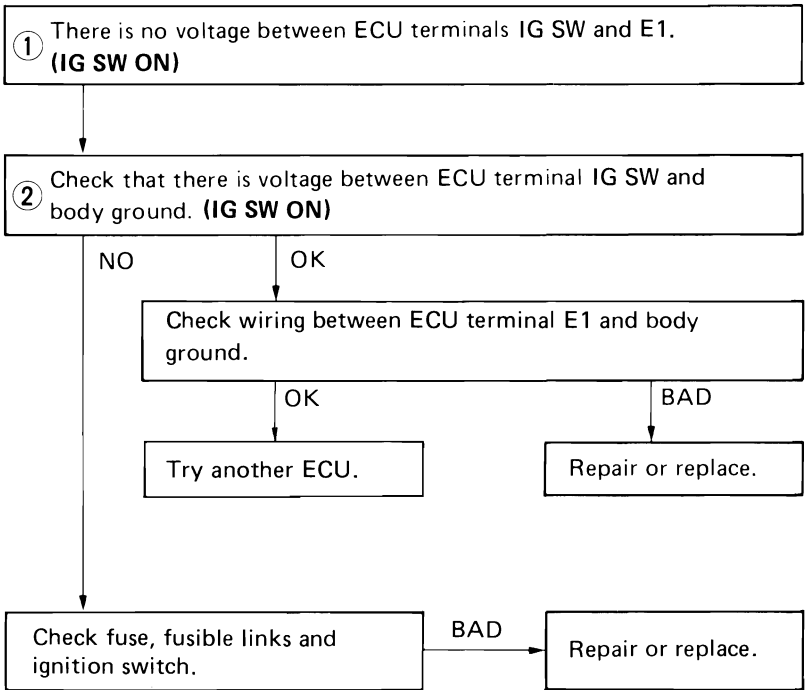 ① There is no voltage between ECU terminals IG SW and E1.
(IG SW ON)
② Check that there is voltage between ECU terminal IG SW and
body ground. (IG SW ON)
NO
OK
Check wiring between ECU terminal E1 and body
ground.
OK
BAD
Try another ECU.
Repair or replace.
Check fuse, fusible links and
ignition switch.
BAD
Repair or replace.